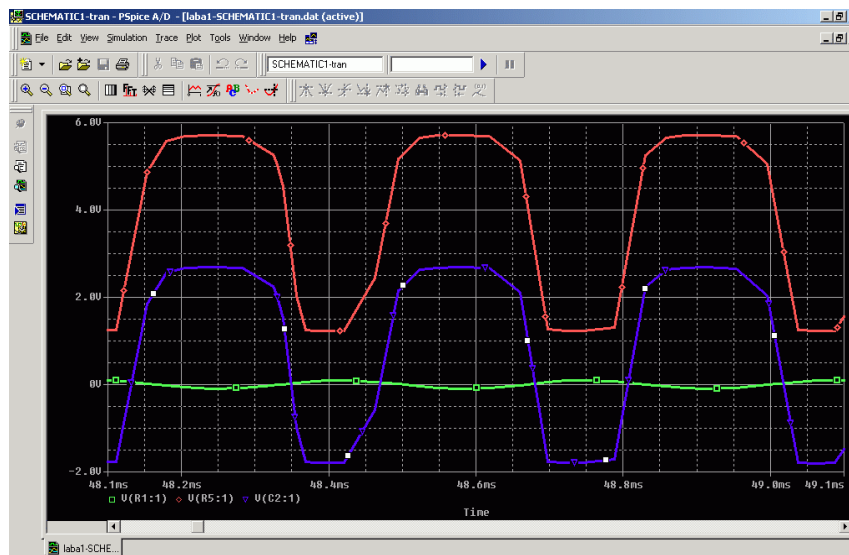 SCHEMATIC1-tran - PSpice A/D - [laba1-SCHEMATIC1-tran.dat (active)]
File Edit View Simulation Trace Plot Tools Window Help
SCHEMATIC1-tran
6.0V
4.0V
2.0V
0V
-2.0V
48.1ms 48.2ms 48.4ms 48.6ms 48.8ms 49.0ms 49.1ms
V(R1:1) V(R5:1) V(C2:1)
Time
laba1-SCHE...